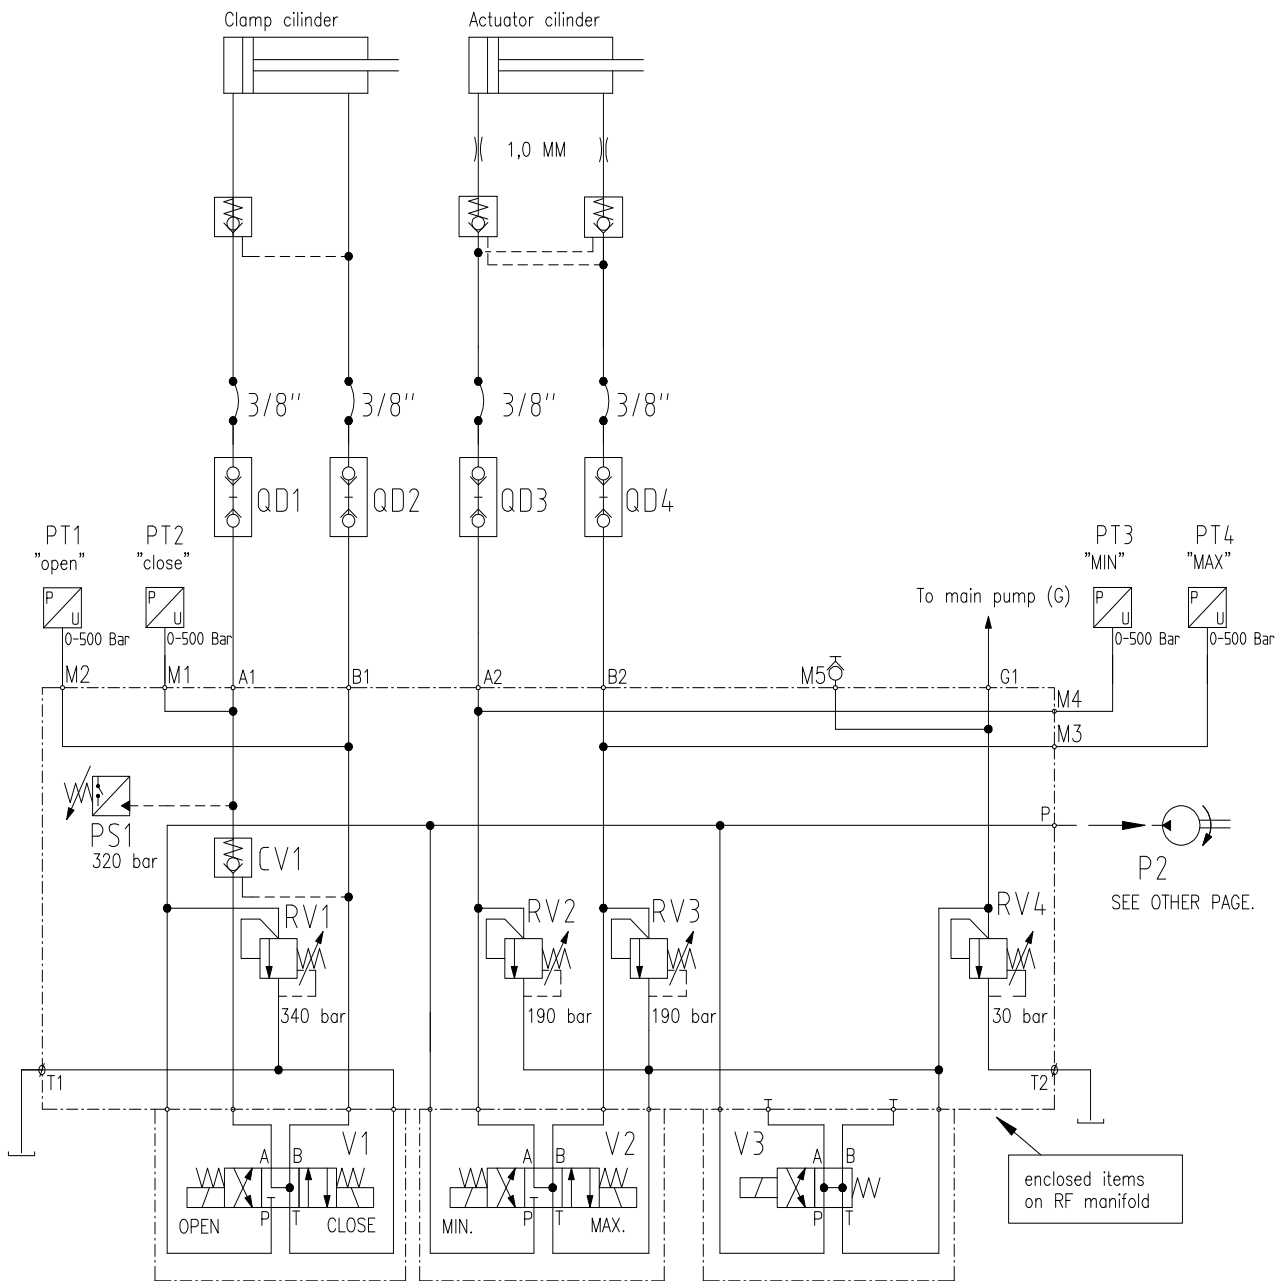 Clamp cilinder
Actuator cilinder
1,0 MM
3/8"
3/8"
3/8"
3/8"
QD1
QD2
QD3
QD4
PT1
"open"
PT2
"close"
PT3
"MIN"
PT4
"MAX"
P
U
P
U
P
U
P
U
To main pump (G)
0-500 Bar
0-500 Bar
0-500 Bar
0-500 Bar
M2
M1
A1
B1
A2
B2
M5
G1
M4
M3
P
PS1
320 bar
CV1
P2
SEE OTHER PAGE.
RV1
RV2
RV3
RV4
340 bar
190 bar
190 bar
30 bar
T1
T2
A
B
V1
A
B
V2
V3
A
B
P
T
P
T
P
T
OPEN
CLOSE
MIN.
MAX.
enclosed items
on RF manifold